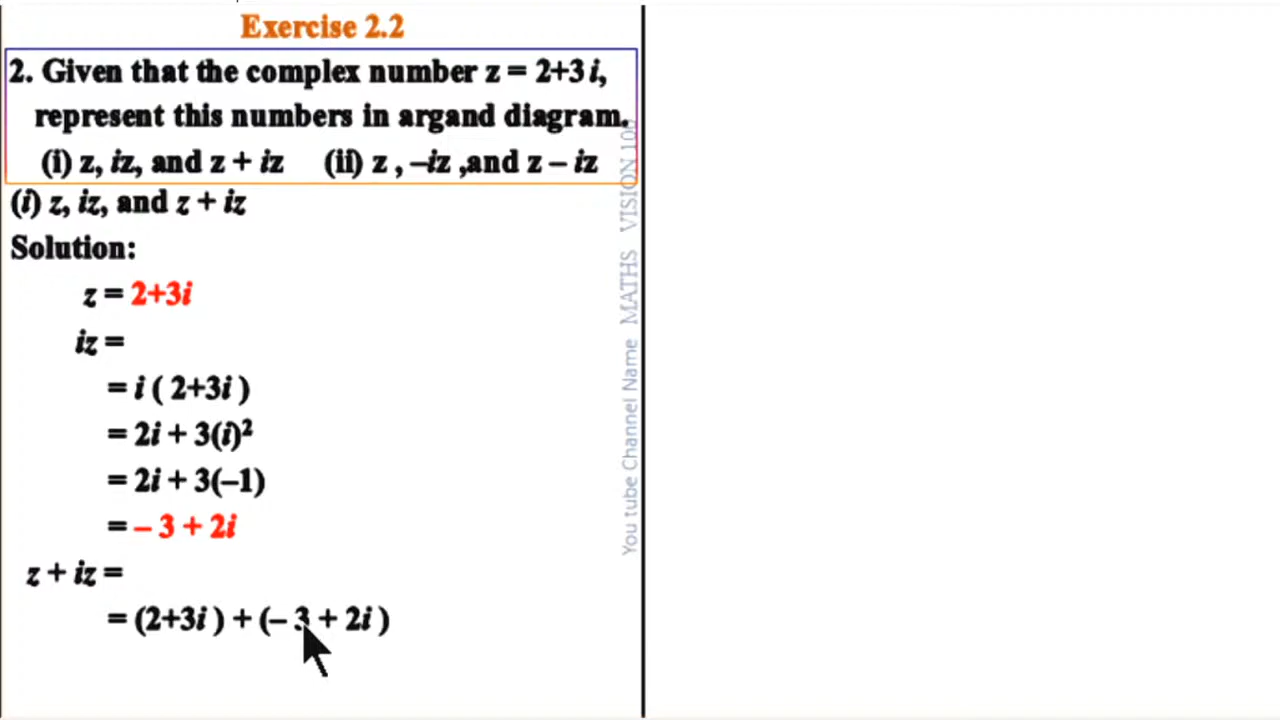 Exercise 2.2
2. Given that the complex number z = 2+3i,
represent this numbers in argand diagram.
(i) z, iz, and z + iz (ii) z , –iz ,and z – iz
(i) z, iz, and z + iz
Solution:
z = 2+3i
iz =
= i ( 2+3i )
= 2i + 3(i)²
= 2i + 3(–1)
= – 3 + 2i
z + iz =
= (2+3i ) + (– 3 + 2i )
You tube Channel Name MATHS VISION 100